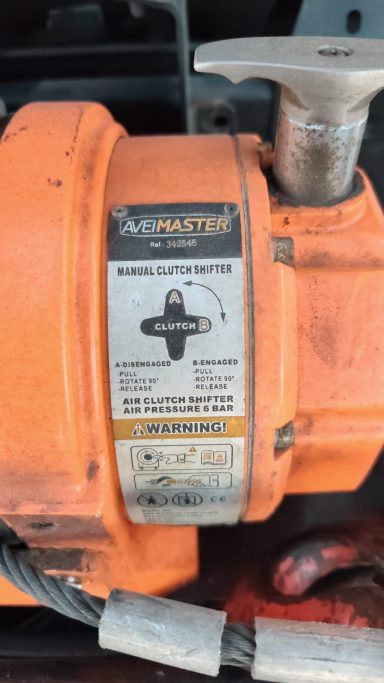 AVEIMASTER
Ref.: 342546
MANUAL CLUTCH SHIFTER
A
CLUTCH B
A-DISENGAGED
-PULL
-ROTATE 90°
-RELEASE
B-ENGAGED
-PULL
-ROTATE 90°
-RELEASE
AIR CLUTCH SHIFTER
AIR PRESSURE 6 BAR
WARNING!
CE